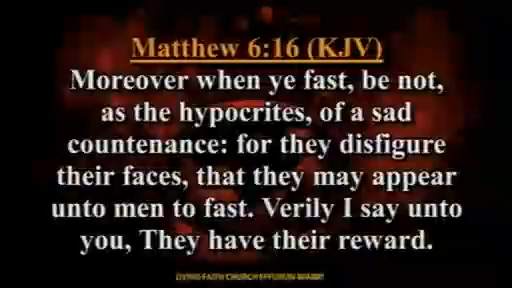 Matthew 6:16 (KJV)
Moreover when ye fast, be not,
as the hypocrites, of a sad
countenance: for they disfigure
their faces, that they may appear
unto men to fast. Verily I say unto
you, They have their reward.
LIVING FAITH CHURCH EFFURUN-WARRI